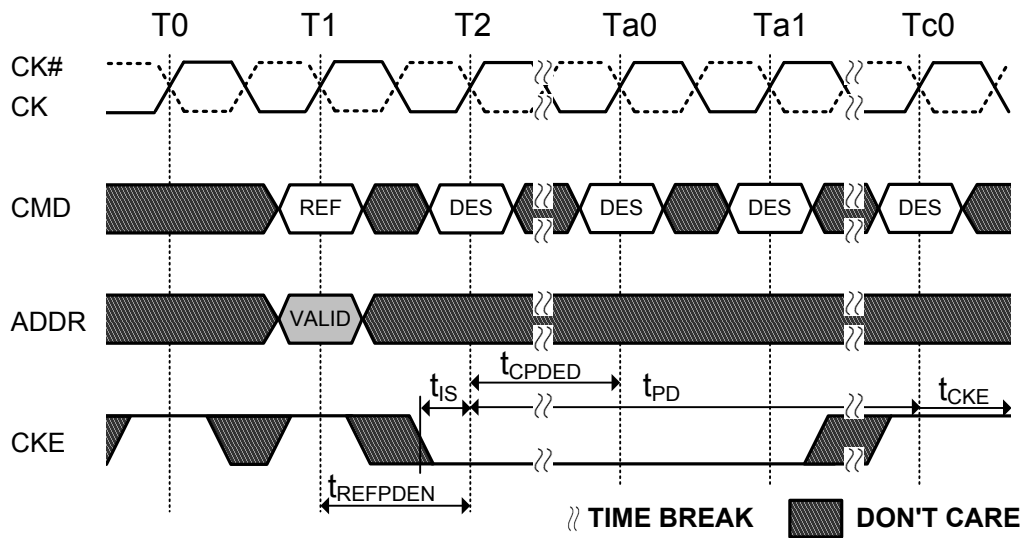 T0 T1 T2 Ta0 Ta1 Tc0
CK#
CK
CMD REF DES DES DES DES
ADDR VALID
tCPDED
tIS tPD tCKE
CKE
tREFPDEN
TIME BREAK DON'T CARE